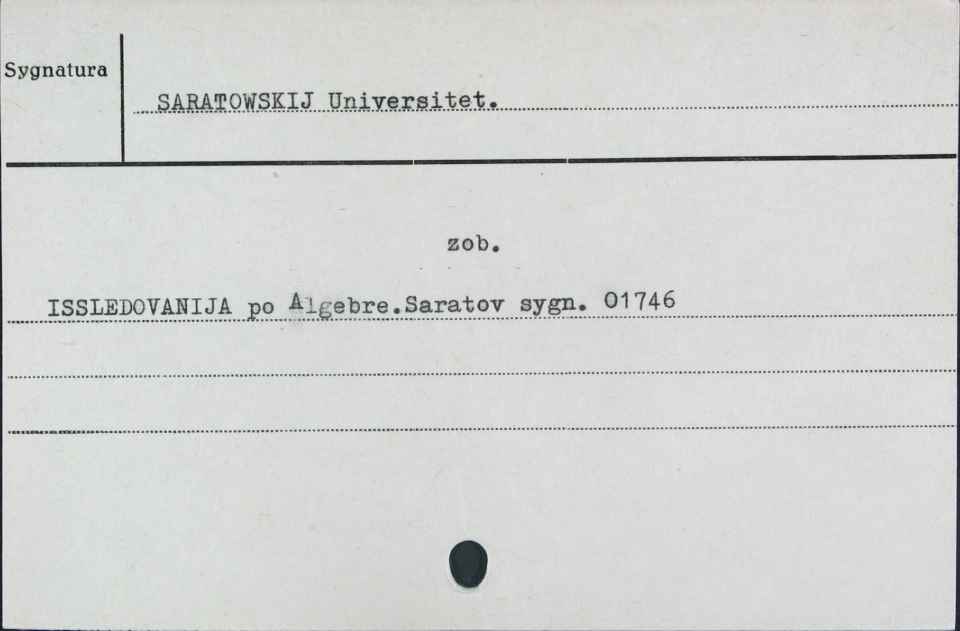 Sygnatura
SARATOWSKIJ Universitet.
zob.
ISSLEDOVANIJA po Algebre.Saratov sygn. 01746